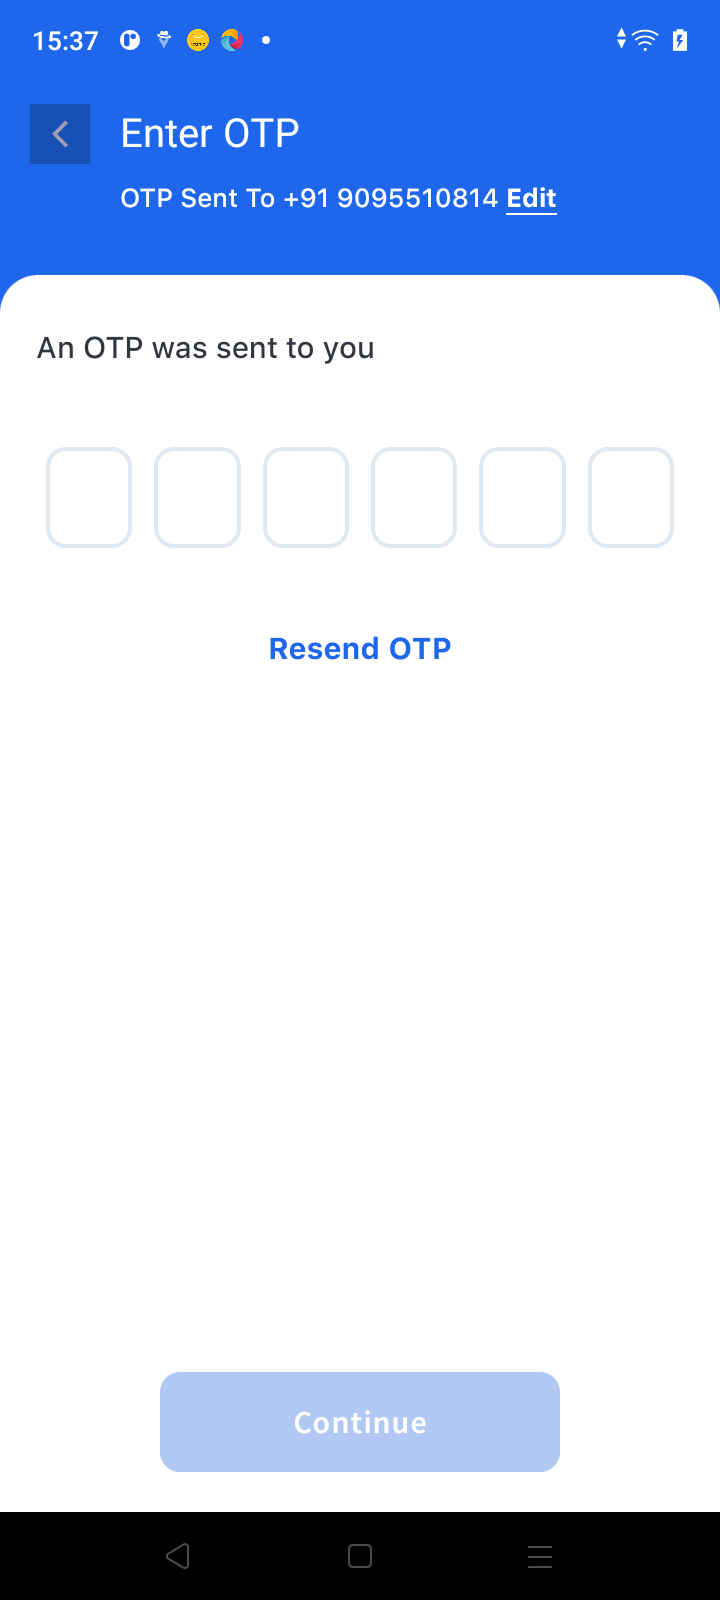 15:37
Enter OTP
OTP Sent To +91 9095510814 Edit
An OTP was sent to you
Resend OTP
Continue